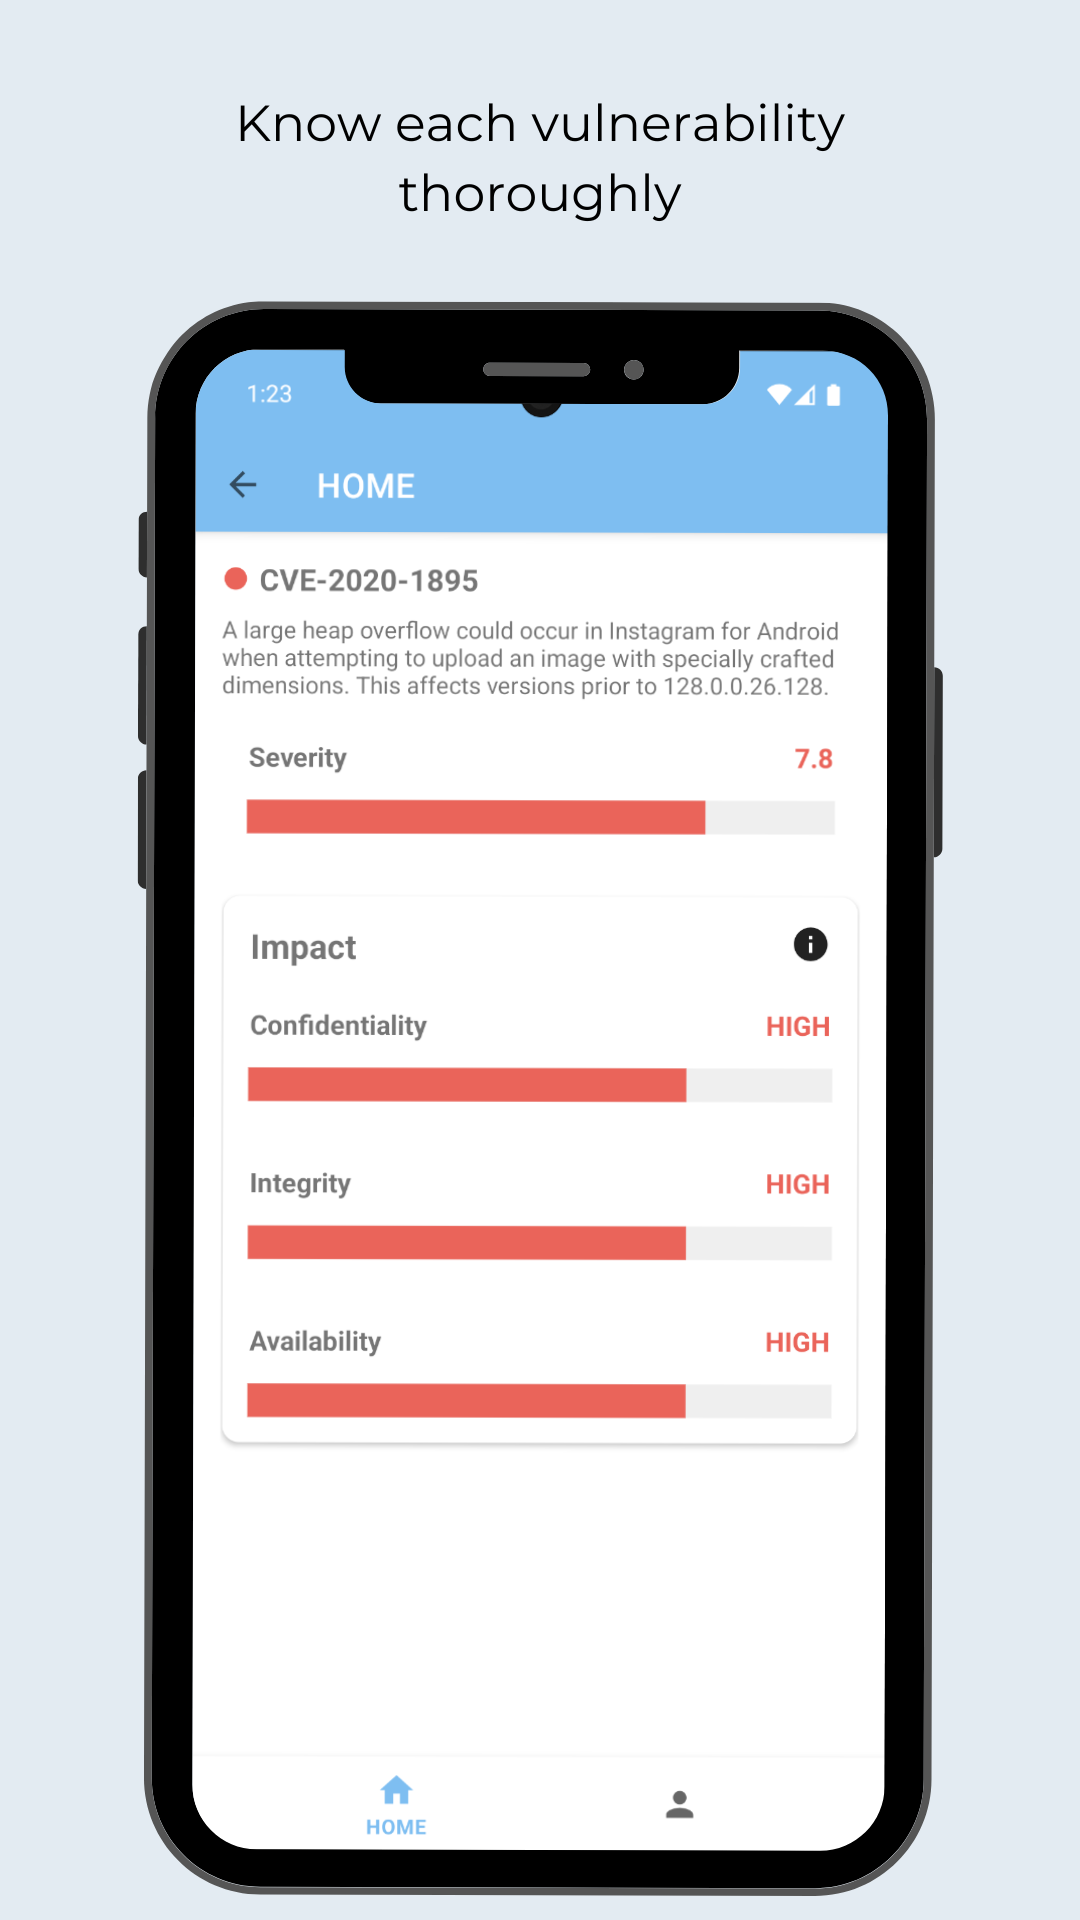 Know each vulnerability
thoroughly
1:23
HOME
CVE-2020-1895
A large heap overflow could occur in Instagram for Android
when attempting to upload an image with specially crafted
dimensions. This affects versions prior to 128.0.0.26.128.
Severity 7.8
Impact
Confidentiality HIGH
Integrity HIGH
Availability HIGH
HOME